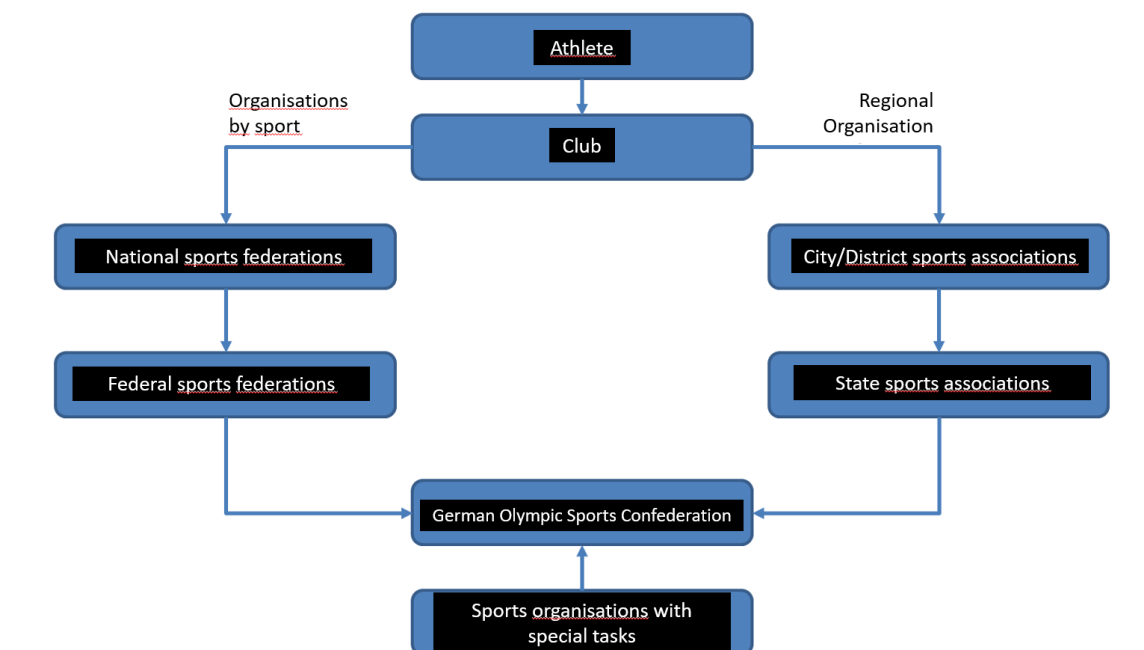 Athlete
Organisations
by sport
Regional
Organisation
Club
National sports federations
City/District sports associations
Federal sports federations
State sports associations
German Olympic Sports Confederation
Sports organisations with
special tasks